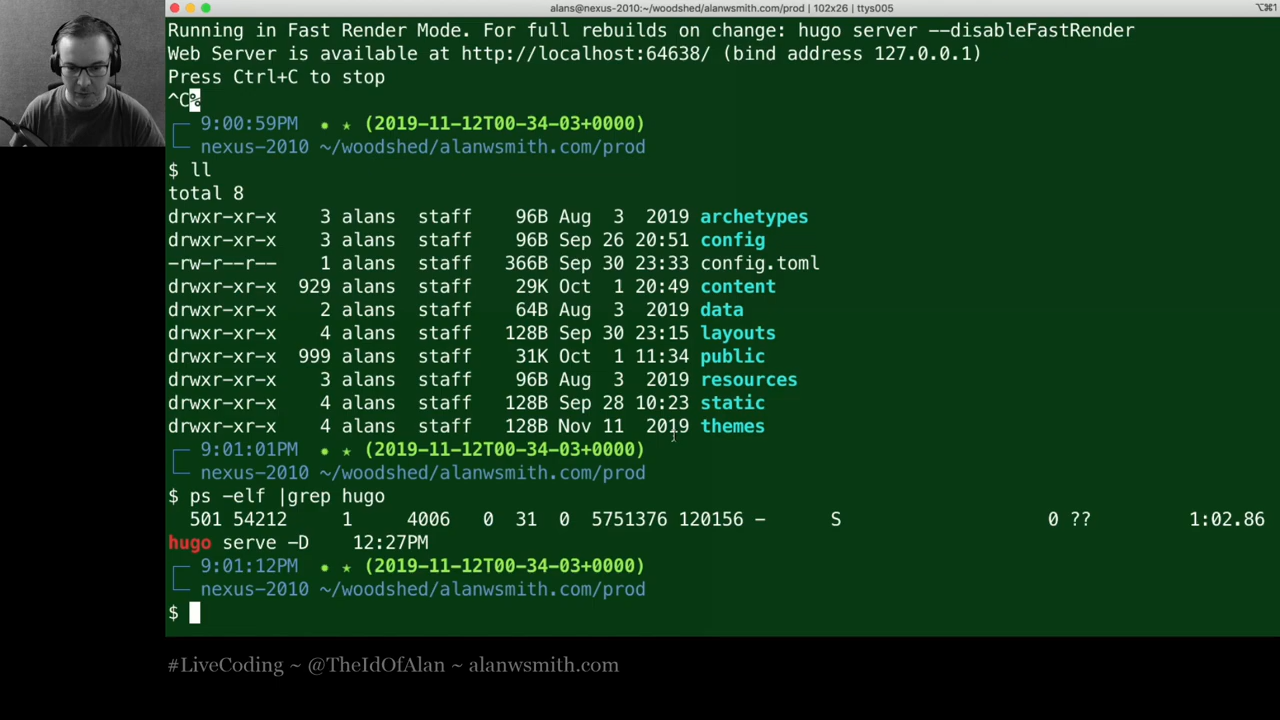 alans@nexus-2010:~/woodshed/alanwsmith.com/prod | 102x26 | ttys005
⌥⌘1
Running in Fast Render Mode. For full rebuilds on change: hugo server --disableFastRender
Web Server is available at http://localhost:64638/ (bind address 127.0.0.1)
Press Ctrl+C to stop
^C%
9:00:59PM ● ★ (2019-11-12T00-34-03+0000)
nexus-2010 ~/woodshed/alanwsmith.com/prod
$ ll
total 8
drwxr-xr-x 3 alans staff 96B Aug 3 2019 archetypes
drwxr-xr-x 3 alans staff 96B Sep 26 20:51 config
-rw-r--r-- 1 alans staff 366B Sep 30 23:33 config.toml
drwxr-xr-x 929 alans staff 29K Oct 1 20:49 content
drwxr-xr-x 2 alans staff 64B Aug 3 2019 data
drwxr-xr-x 4 alans staff 128B Sep 30 23:15 layouts
drwxr-xr-x 999 alans staff 31K Oct 1 11:34 public
drwxr-xr-x 3 alans staff 96B Aug 3 2019 resources
drwxr-xr-x 4 alans staff 128B Sep 28 10:23 static
drwxr-xr-x 4 alans staff 128B Nov 11 2019 themes
9:01:01PM ● ★ (2019-11-12T00-34-03+0000)
nexus-2010 ~/woodshed/alanwsmith.com/prod
$ ps -elf |grep hugo
501 54212 1 4006 0 31 0 5751376 120156 - S 0 ?? 1:02.86
hugo serve -D 12:27PM
9:01:12PM ● ★ (2019-11-12T00-34-03+0000)
nexus-2010 ~/woodshed/alanwsmith.com/prod
$
#LiveCoding ~ @TheIdOfAlan ~ alanwsmith.com